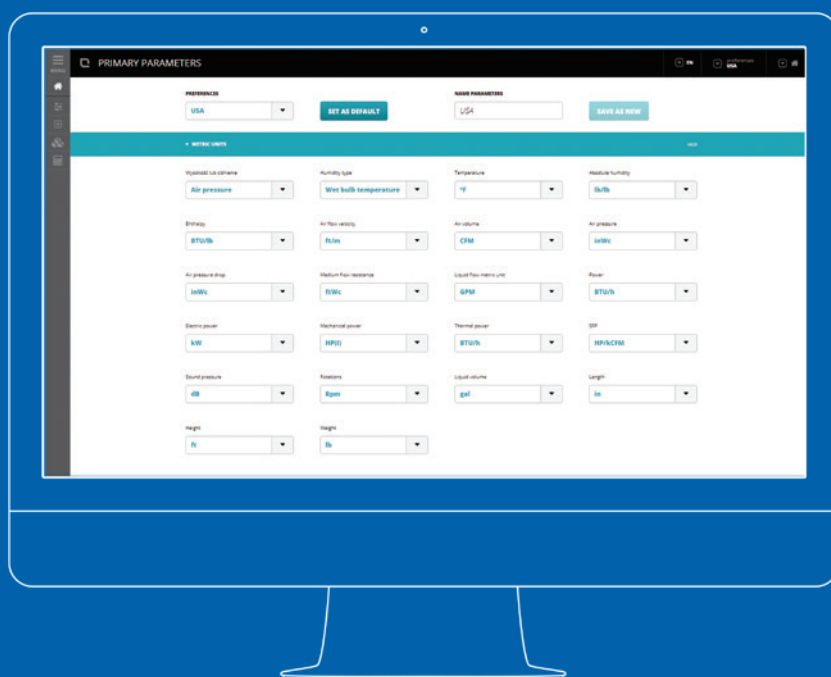 MENU
PRIMARY PARAMETERS
EN
preferences
USA
PREFERENCES
NAME PARAMETERS
USA
SET AS DEFAULT
USA
SAVE AS NEW
METRIC UNITS
Humidity type
Temperature
Absolute humidity
Air pressure
Wet bulb temperature
°F
lb/lb
Enthalpy
Air flow velocity
Air volume
Air pressure
BTU/lb
ft/m
CFM
inWc
Air pressure drop
Medium flow resistance
Liquid flow metric unit
Power
inWc
ftWc
GPM
BTU/h
Electric power
Mechanical power
Thermal power
SFP
kW
HP(I)
BTU/h
HP/kCFM
Sound pressure
Rotations
Liquid volume
Length
dB
Rpm
gal
in
Height
Weight
ft
lb